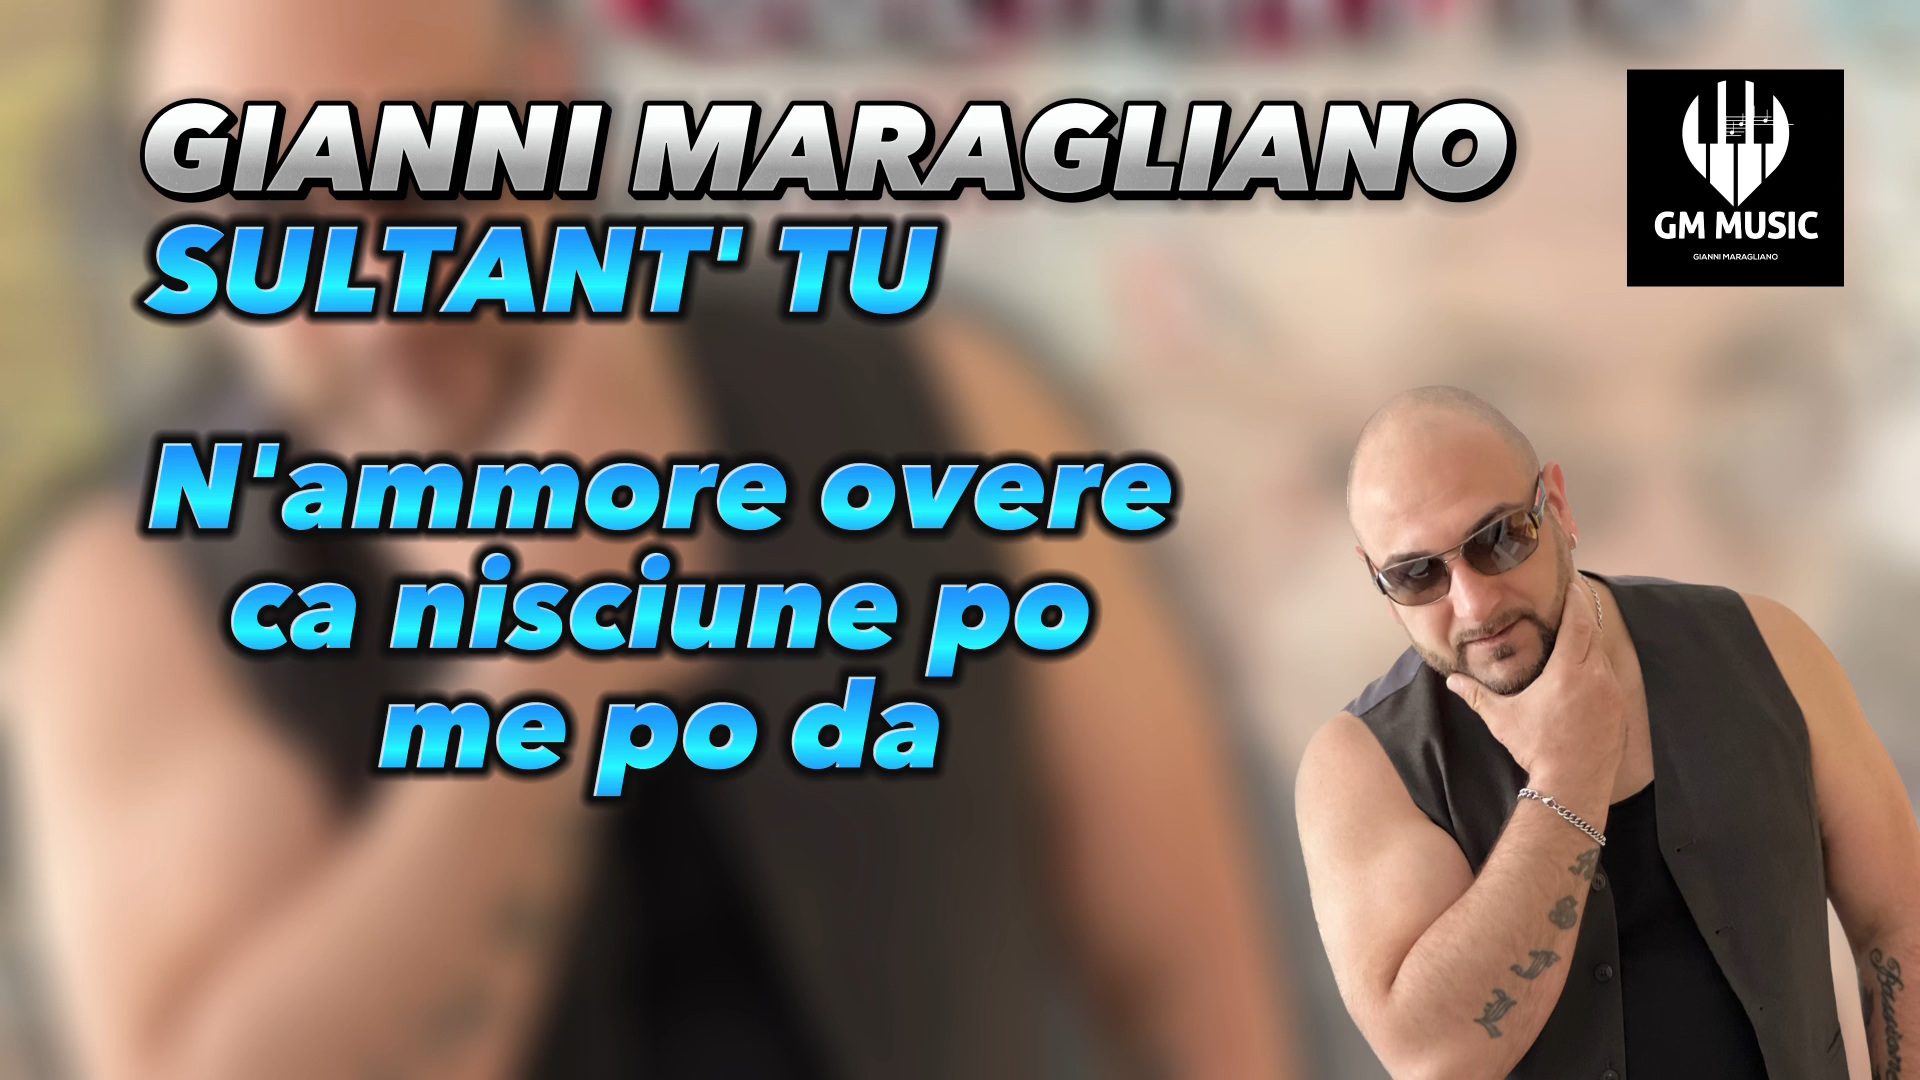 GIANNI MARAGLIANO
SULTANT' TU
GM MUSIC
GIANNI MARAGLIANO
N'ammore overe
ca nisciune po
me po da
A
S
J
L